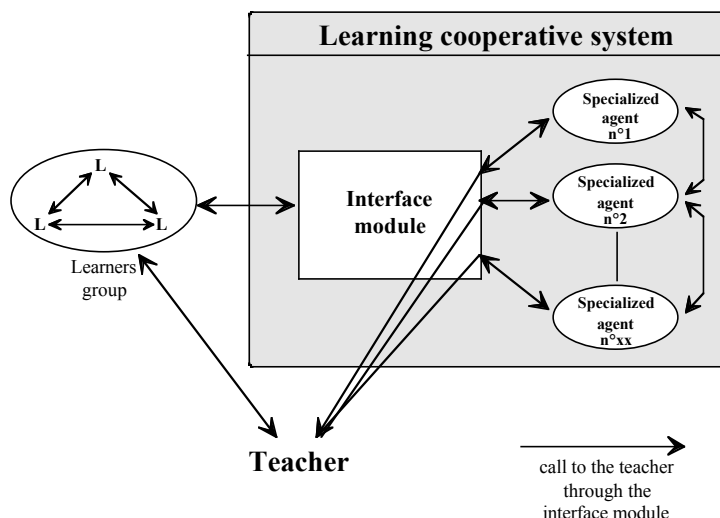 Learning cooperative system
Specialized
agent
n°1
L
L
L
Interface
module
Specialized
agent
n°2
Learners
group
Specialized
agent
n°xx
Teacher
call to the teacher
through the
interface module